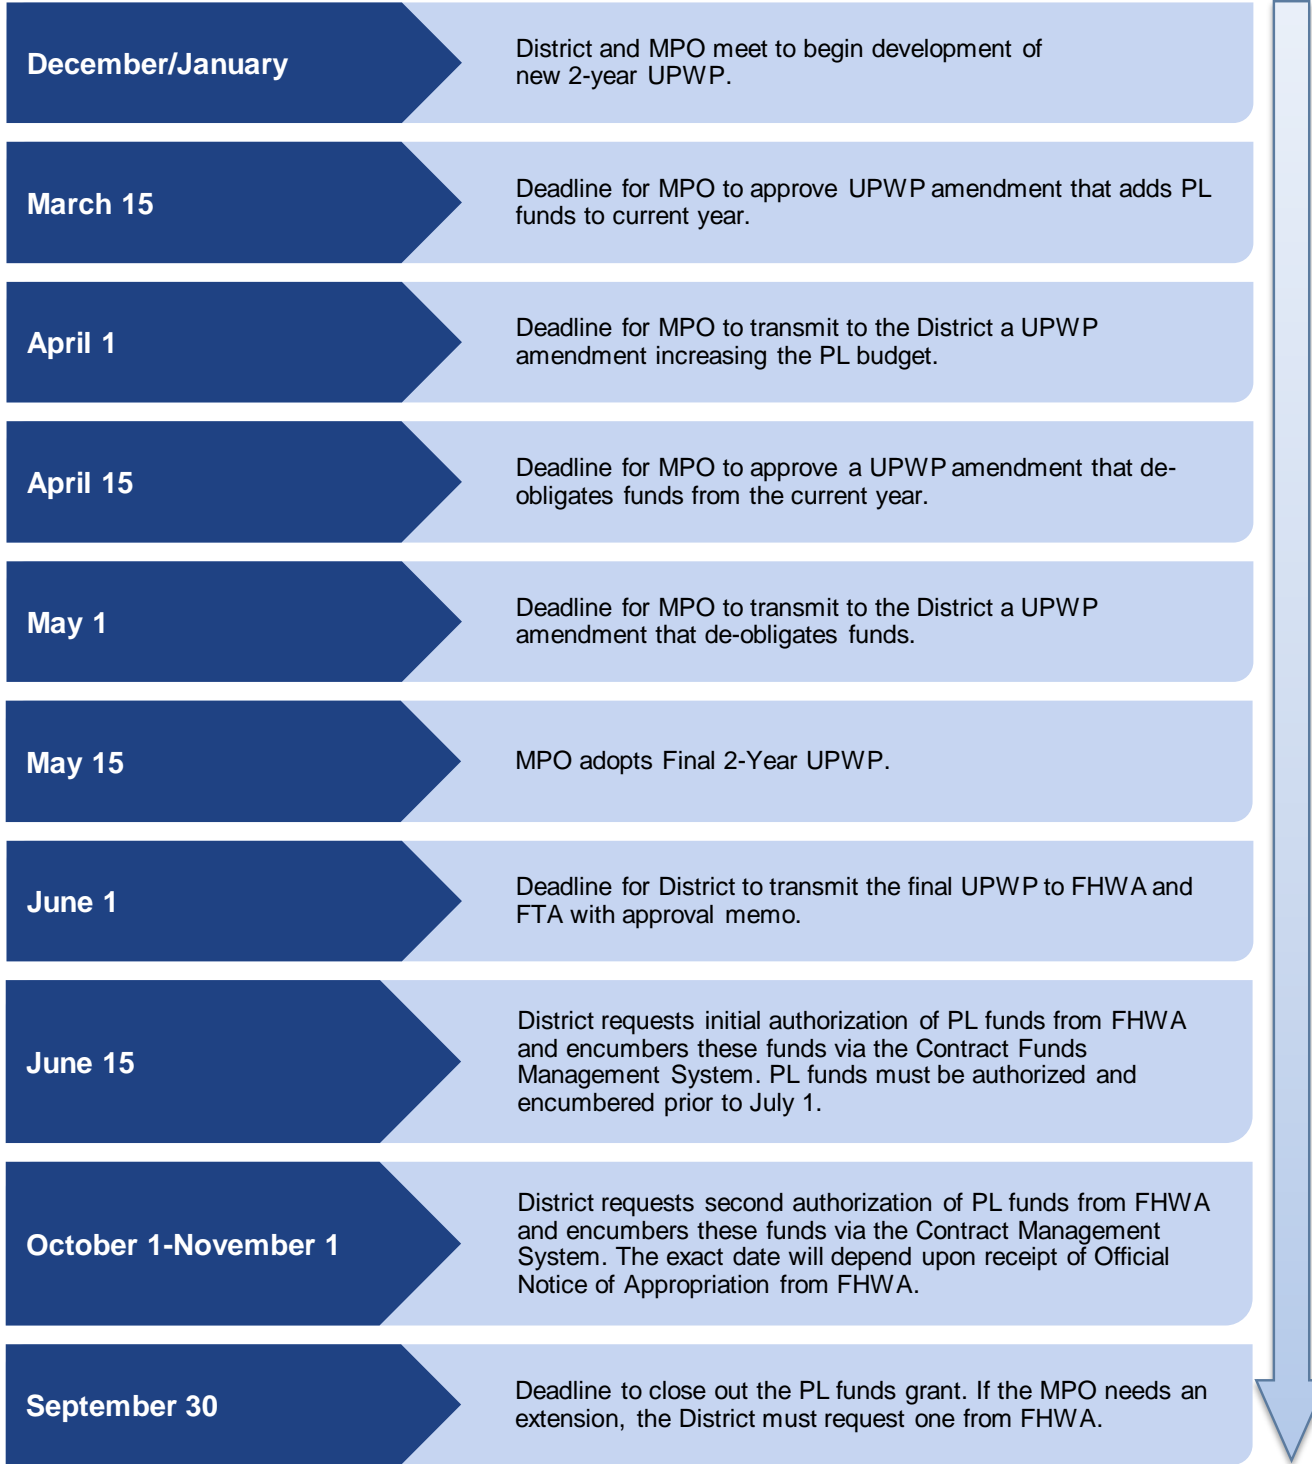 December/January
District and MPO meet to begin development of
new 2-year UPWP.
March 15
Deadline for MPO to approve UPWP amendment that adds PL
funds to current year.
April 1
Deadline for MPO to transmit to the District a UPWP
amendment increasing the PL budget.
April 15
Deadline for MPO to approve a UPWP amendment that de-
obligates funds from the current year.
May 1
Deadline for MPO to transmit to the District a UPWP
amendment that de-obligates funds.
May 15
MPO adopts Final 2-Year UPWP.
June 1
Deadline for District to transmit the final UPWP to FHWA and
FTA with approval memo.
June 15
District requests initial authorization of PL funds from FHWA
and encumbers these funds via the Contract Funds
Management System. PL funds must be authorized and
encumbered prior to July 1.
October 1-November 1
District requests second authorization of PL funds from FHWA
and encumbers these funds via the Contract Management
System. The exact date will depend upon receipt of Official
Notice of Appropriation from FHWA.
September 30
Deadline to close out the PL funds grant. If the MPO needs an
extension, the District must request one from FHWA.